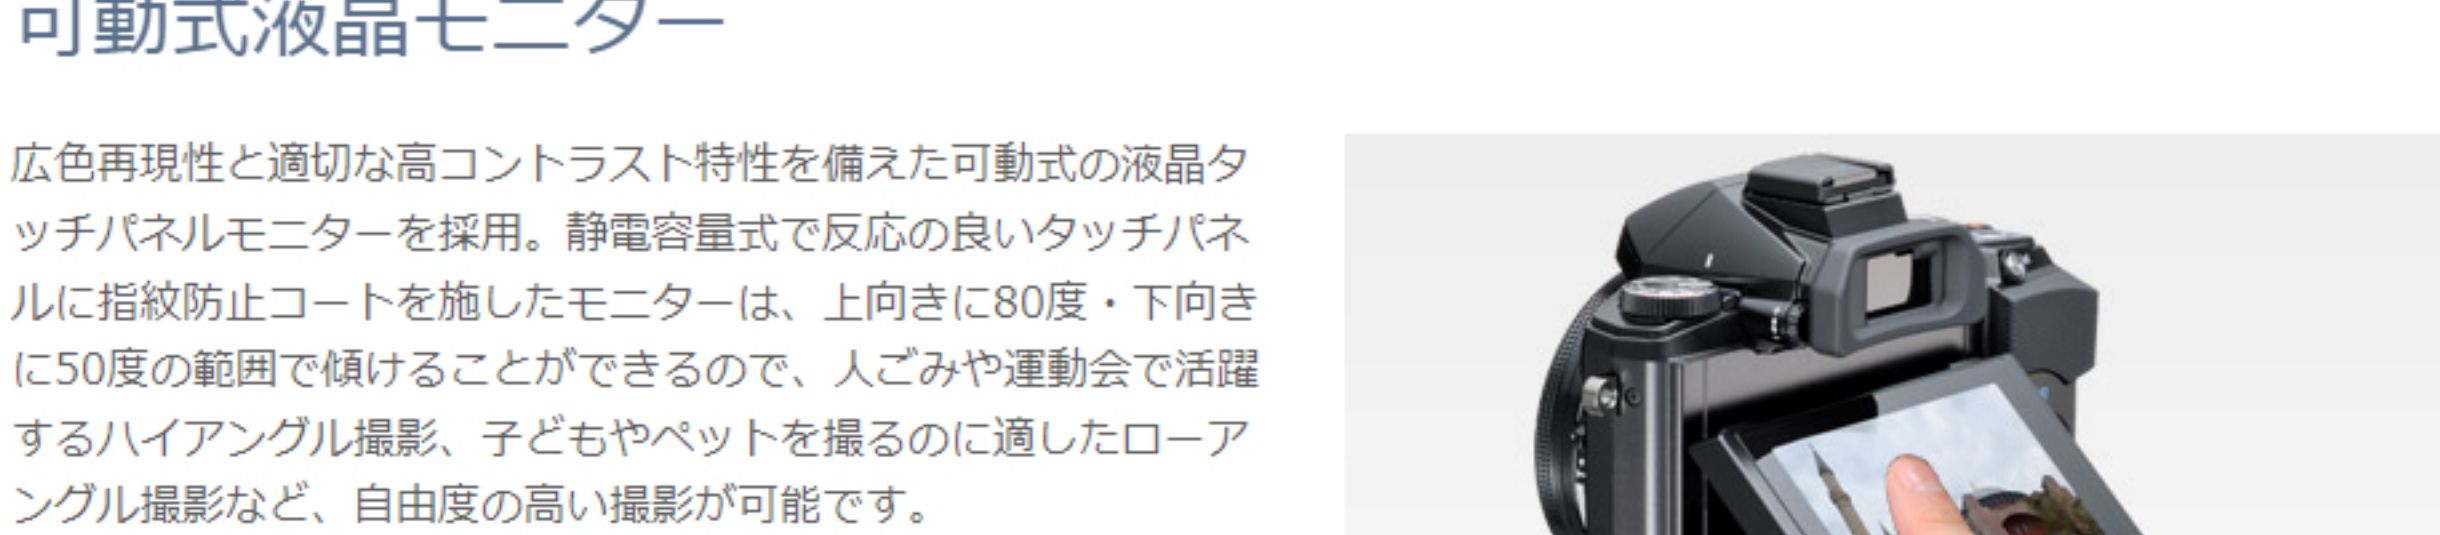 可動式液晶モニター
広色再現性と適切な高コントラスト特性を備えた可動式の液晶タ
ッチパネルモニターを採用。静電容量式で反応の良いタッチパネ
ルに指紋防止コートを施したモニターは、上向きに80度・下向き
に50度の範囲で傾けることができるので、人ごみや運動会で活躍
するハイアングル撮影、子どもやペットを撮るのに適したローア
ングル撮影など、自由度の高い撮影が可能です。